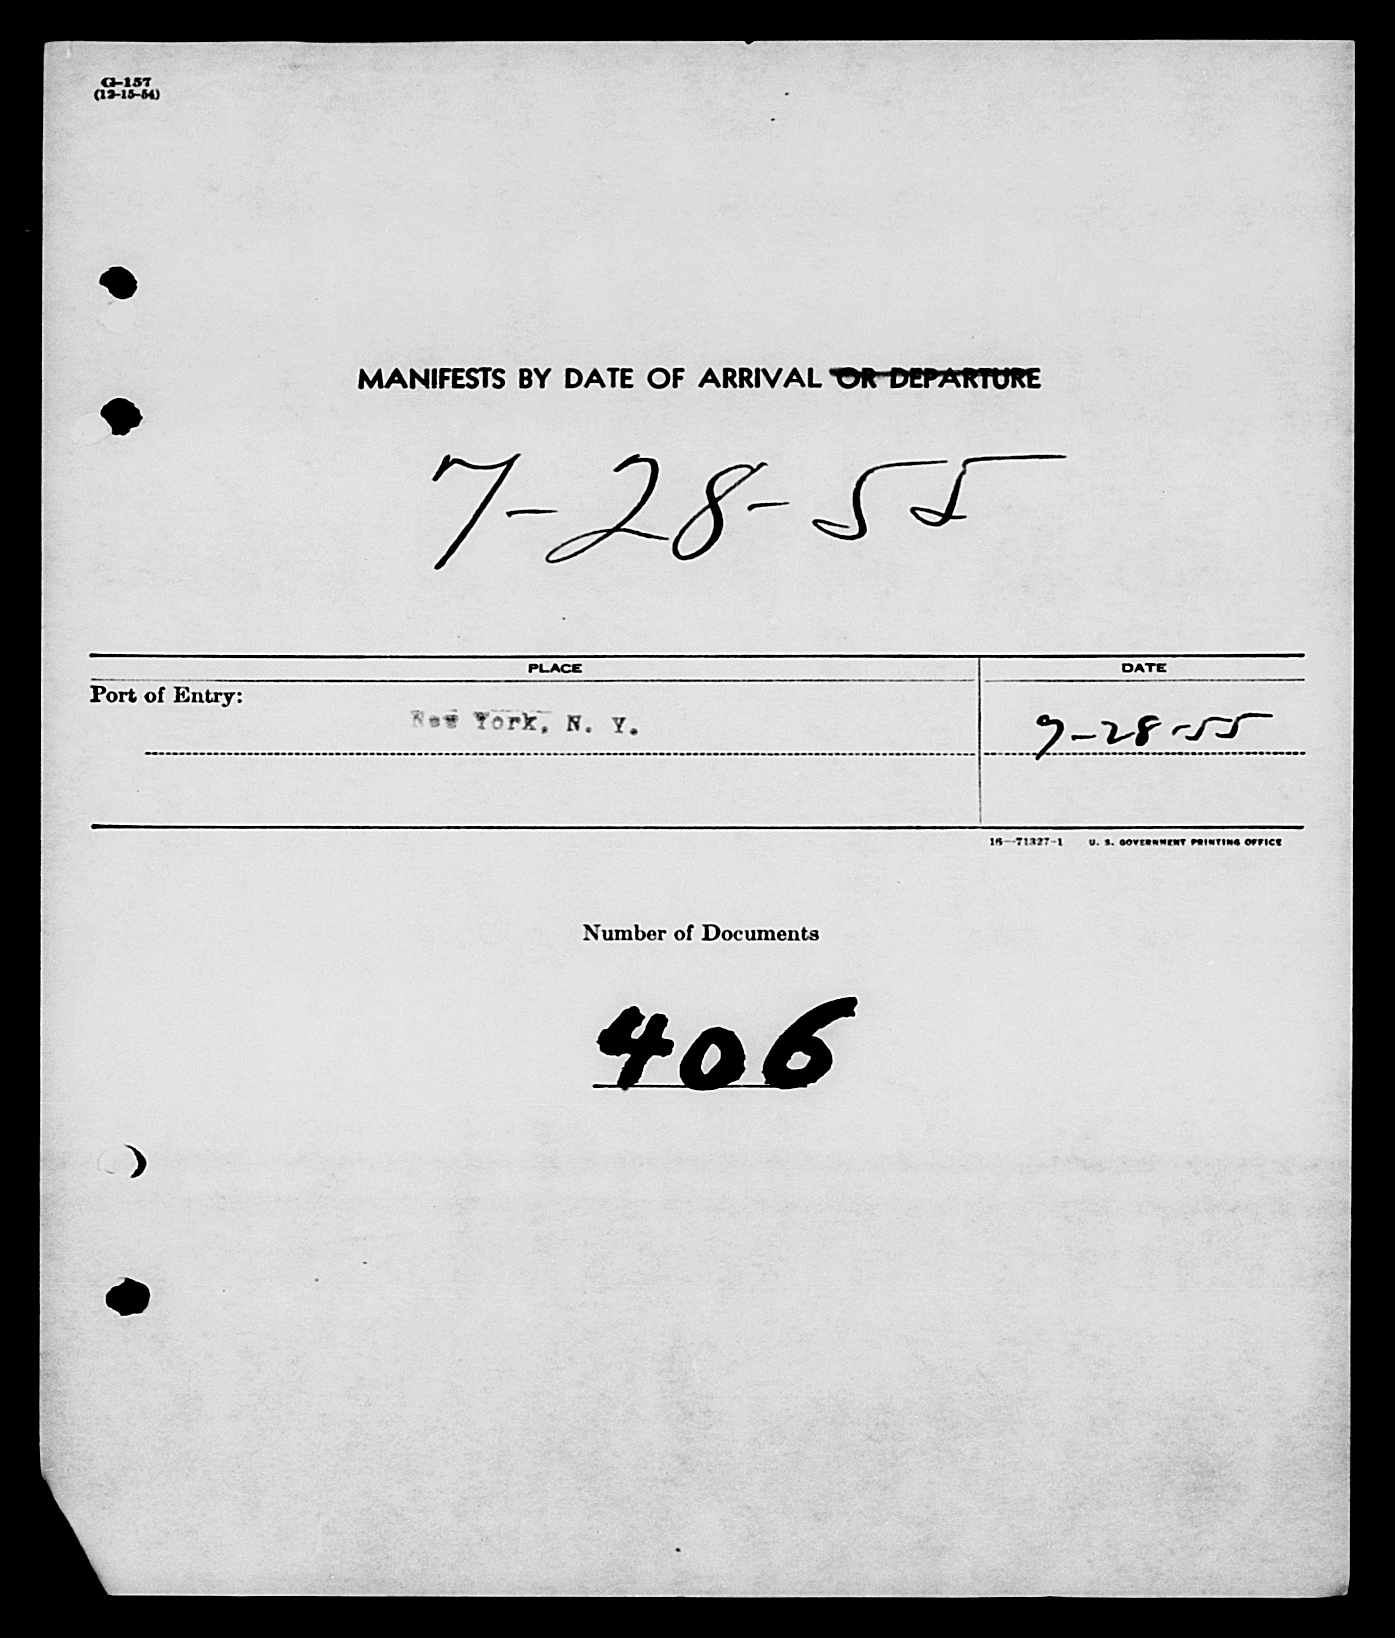 G-157
(12-15-54)
MANIFESTS BY DATE OF ARRIVAL OR DEPARTURE
7-28-55
PLACE DATE
Port of Entry:
New York, N. Y. 7-28-55
16—71327-1 U. S. GOVERNMENT PRINTING OFFICE
Number of Documents
406